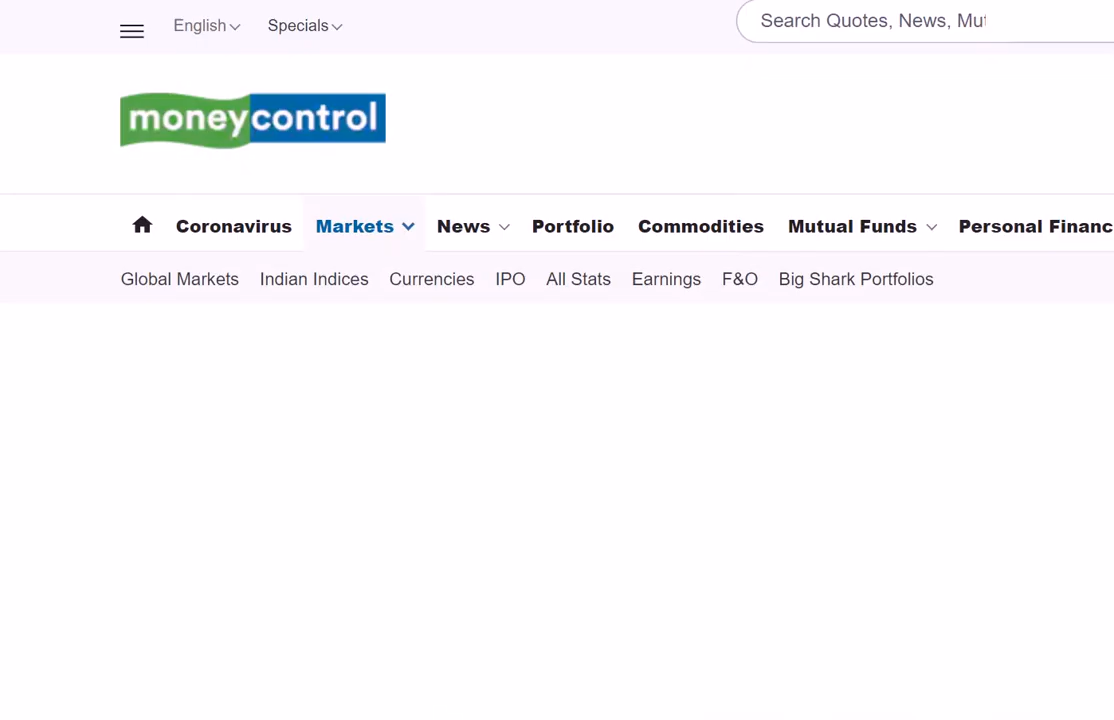 English Specials Search Quotes, News, Mut
moneycontrol
Coronavirus Markets News Portfolio Commodities Mutual Funds Personal Financ
Global Markets Indian Indices Currencies IPO All Stats Earnings F&O Big Shark Portfolios